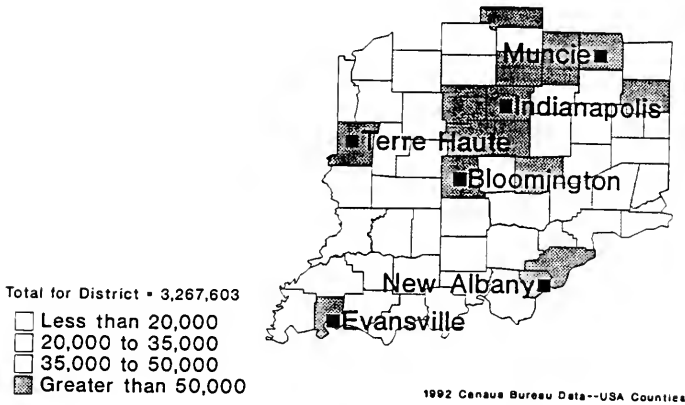 Muncie
Indianapolis
Terre Haute
Bloomington
New Albany
Evansville
Total for District = 3,267,603
Less than 20,000
20,000 to 35,000
35,000 to 50,000
Greater than 50,000
1992 Census Bureau Data--USA Counties